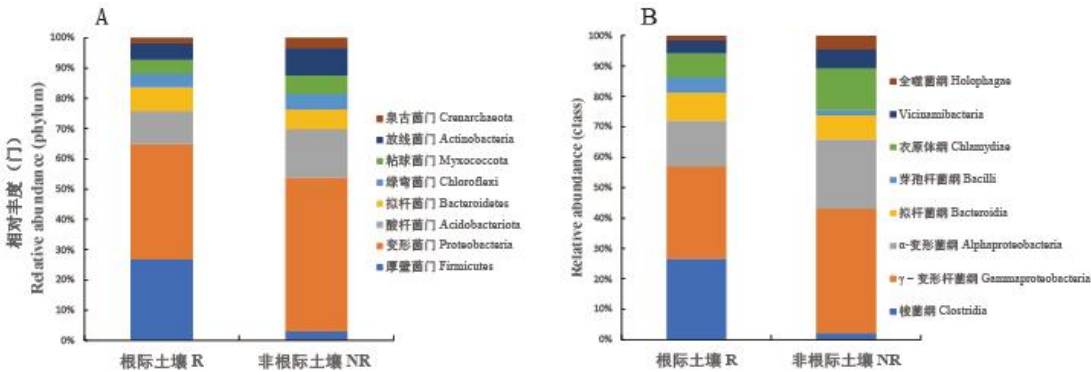 A
相对丰度（门）
Relative abundance (phylum)
100%
90%
80%
70%
60%
50%
40%
30%
20%
10%
0%
根际土壤 R
非根际土壤 NR
泉古菌门 Crenarchaeota
放线菌门 Actinobacteria
粘球菌门 Myxococcota
绿弯菌门 Chloroflexi
拟杆菌门 Bacteroidetes
酸杆菌门 Acidobacteriota
变形菌门 Proteobacteria
厚壁菌门 Firmicutes
B
Relative abundance (class)
100%
90%
80%
70%
60%
50%
40%
30%
20%
10%
0%
根际土壤 R
非根际土壤 NR
全噬菌纲 Holophagae
Vicinamibacteria
衣原体纲 Chlamydiae
芽孢杆菌纲 Bacilli
拟杆菌纲 Bacteroidia
α-变形菌纲 Alphaproteobacteria
γ－变形杆菌纲 Gammaproteobacteria
梭菌纲 Clostridia